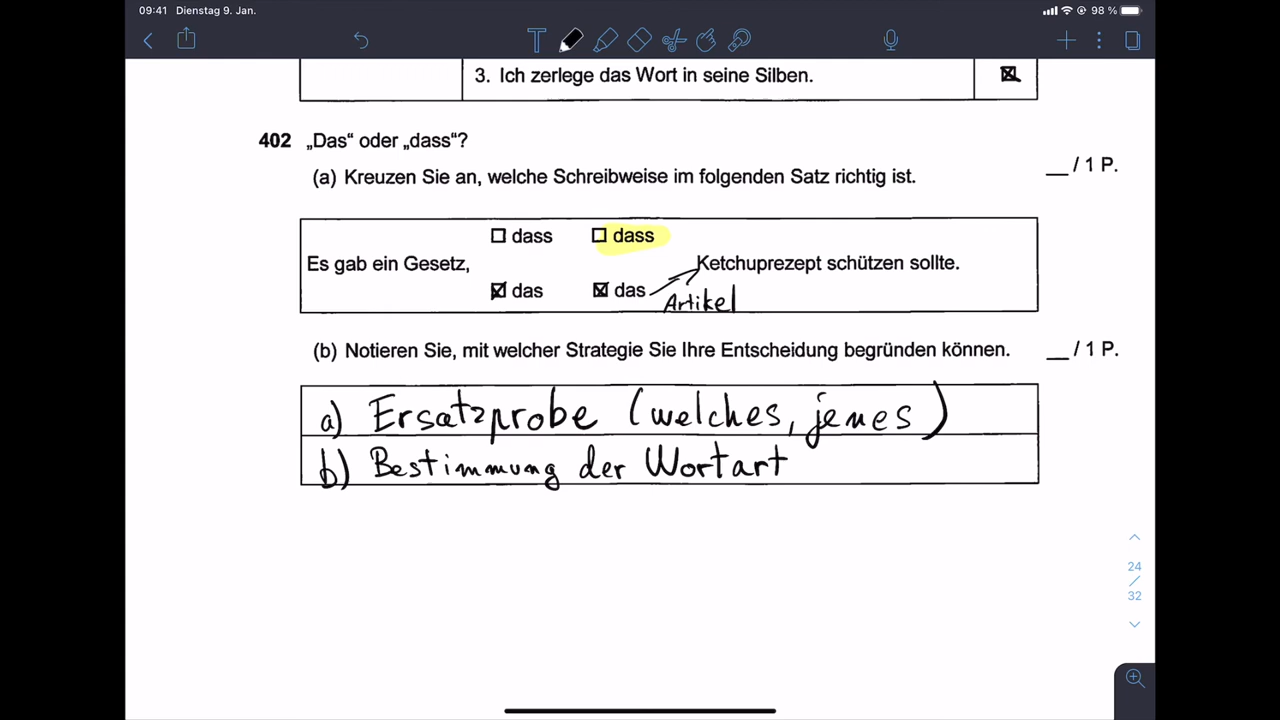 09:41 Dienstag 9. Jan.
98 %
3. Ich zerlege das Wort in seine Silben.
402 „Das“ oder „dass“?
(a) Kreuzen Sie an, welche Schreibweise im folgenden Satz richtig ist.
__ / 1 P.
dass dass
Es gab ein Gesetz, Ketchuprezept schützen sollte.
das das
Artikel
(b) Notieren Sie, mit welcher Strategie Sie Ihre Entscheidung begründen können.
__ / 1 P.
a) Ersatzprobe (welches, jenes)
b) Bestimmung der Wortart
24
/
32